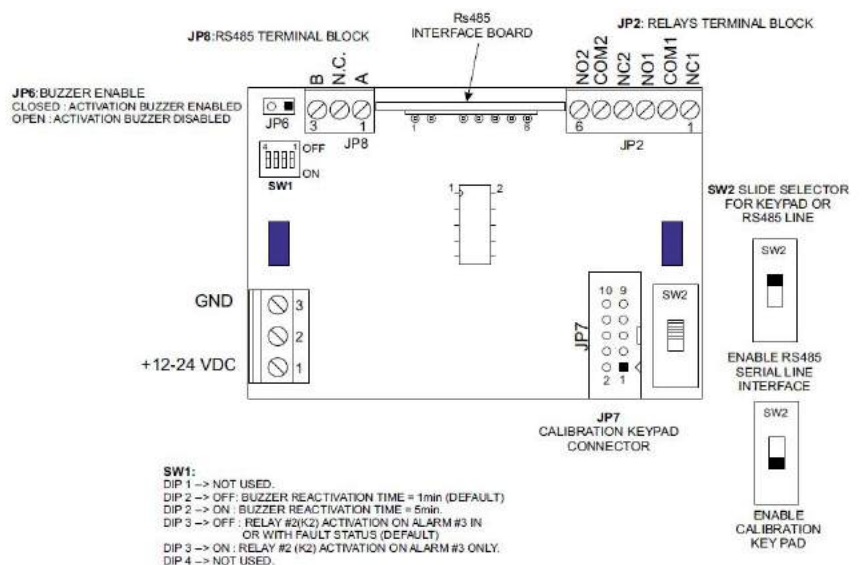 Rs485
INTERFACE BOARD
JP8:RS485 TERMINAL BLOCK
JP2: RELAYS TERMINAL BLOCK
JP6:BUZZER ENABLE
CLOSED : ACTIVATION BUZZER ENABLED
OPEN : ACTIVATION BUZZER DISABLED
B
N.C.
A
NO2
COM2
NC2
NO1
COM1
NC1
JP6
3
1
JP8
1
8
6
1
JP2
4
1
OFF
ON
SW1
1
2
SW2 SLIDE SELECTOR
FOR KEYPAD OR
RS485 LINE
SW2
ENABLE RS485
SERIAL LINE
INTERFACE
GND
3
2
+12-24 VDC
1
10 9
JP7
2 1
SW2
JP7
CALIBRATION KEYPAD
CONNECTOR
SW2
ENABLE
CALIBRATION
KEY PAD
SW1:
DIP 1 --> NOT USED.
DIP 2 --> OFF: BUZZER REACTIVATION TIME = 1min (DEFAULT)
DIP 2 --> ON : BUZZER REACTIVATION TIME = 5min.
DIP 3 --> OFF : RELAY #2(K2) ACTIVATION ON ALARM #3 IN
OR WITH FAULT STATUS (DEFAULT)
DIP 3 --> ON : RELAY #2 (K2) ACTIVATION ON ALARM #3 ONLY.
DIP 4 --> NOT USED.